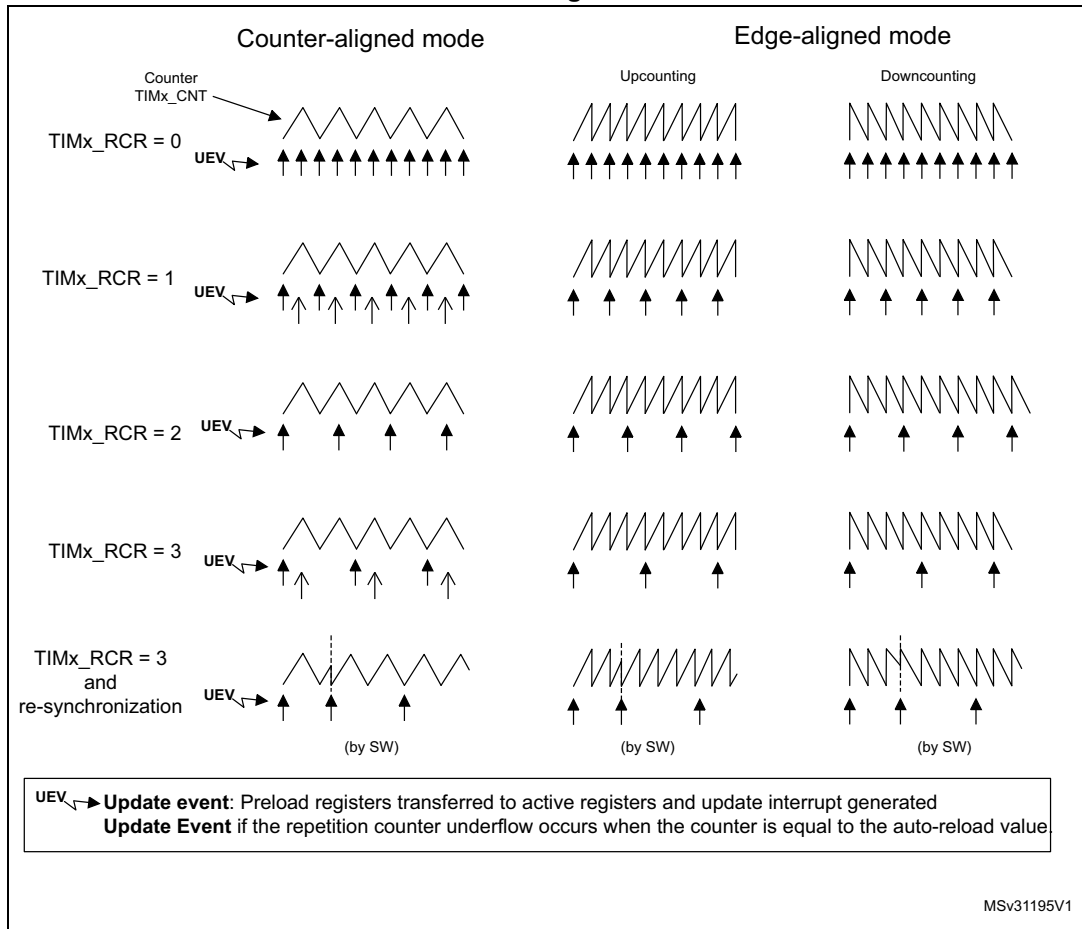 Counter-aligned mode
Edge-aligned mode
Counter
TIMx_CNT
Upcounting
Downcounting
TIMx_RCR = 0
UEV
TIMx_RCR = 1
UEV
TIMx_RCR = 2
UEV
TIMx_RCR = 3
UEV
TIMx_RCR = 3
and
re-synchronization
UEV
(by SW)
(by SW)
(by SW)
UEV Update event: Preload registers transferred to active registers and update interrupt generated
Update Event if the repetition counter underflow occurs when the counter is equal to the auto-reload value.
MSv31195V1